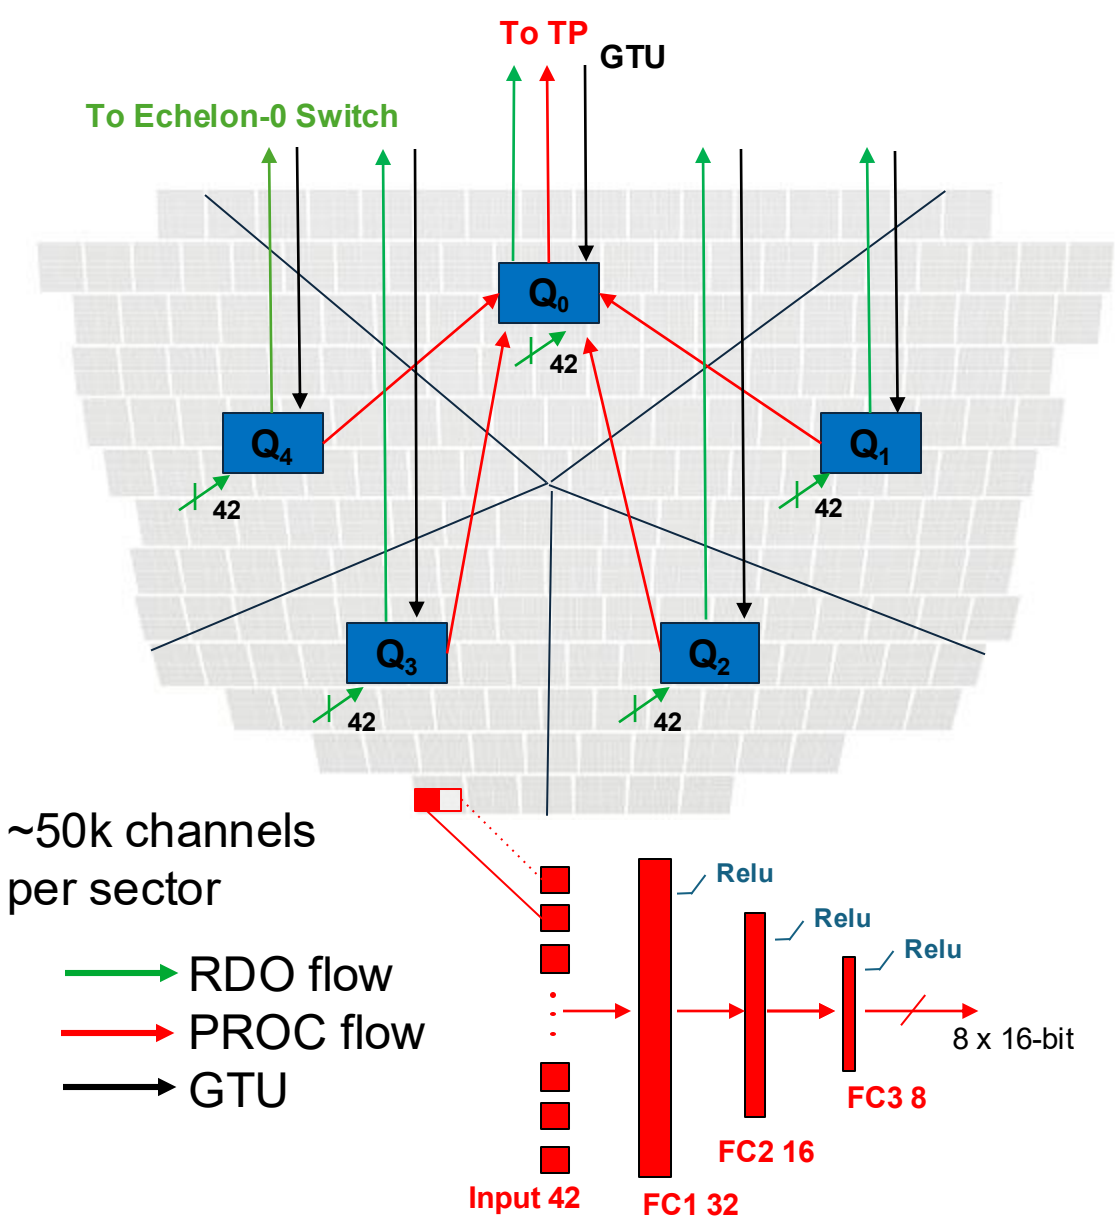 To TP
GTU
To Echelon-0 Switch
Q0
42
Q4
42
Q1
42
Q3
42
Q2
42
~50k channels
per sector
RDO flow
PROC flow
GTU
Relu
Relu
Relu
8 x 16-bit
FC3 8
FC2 16
Input 42
FC1 32